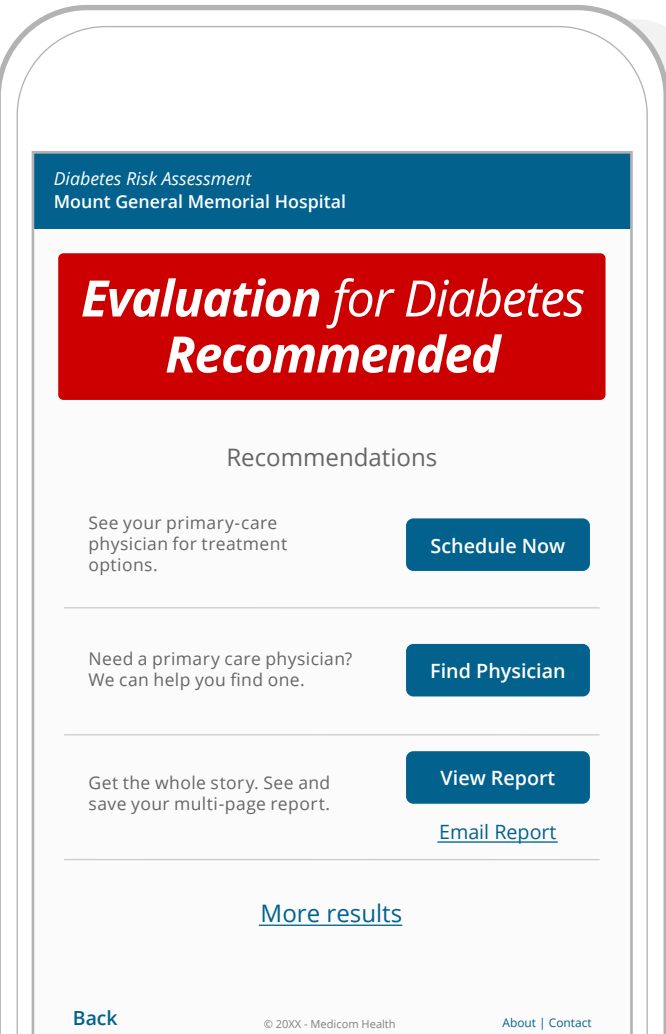 Diabetes Risk Assessment
Mount General Memorial Hospital
Evaluation for Diabetes
Recommended
Recommendations
See your primary-care
physician for treatment
options.
Schedule Now
Need a primary care physician?
We can help you find one.
Find Physician
Get the whole story. See and
save your multi-page report.
View Report
Email Report
More results
Back
© 20XX - Medicom Health
About | Contact